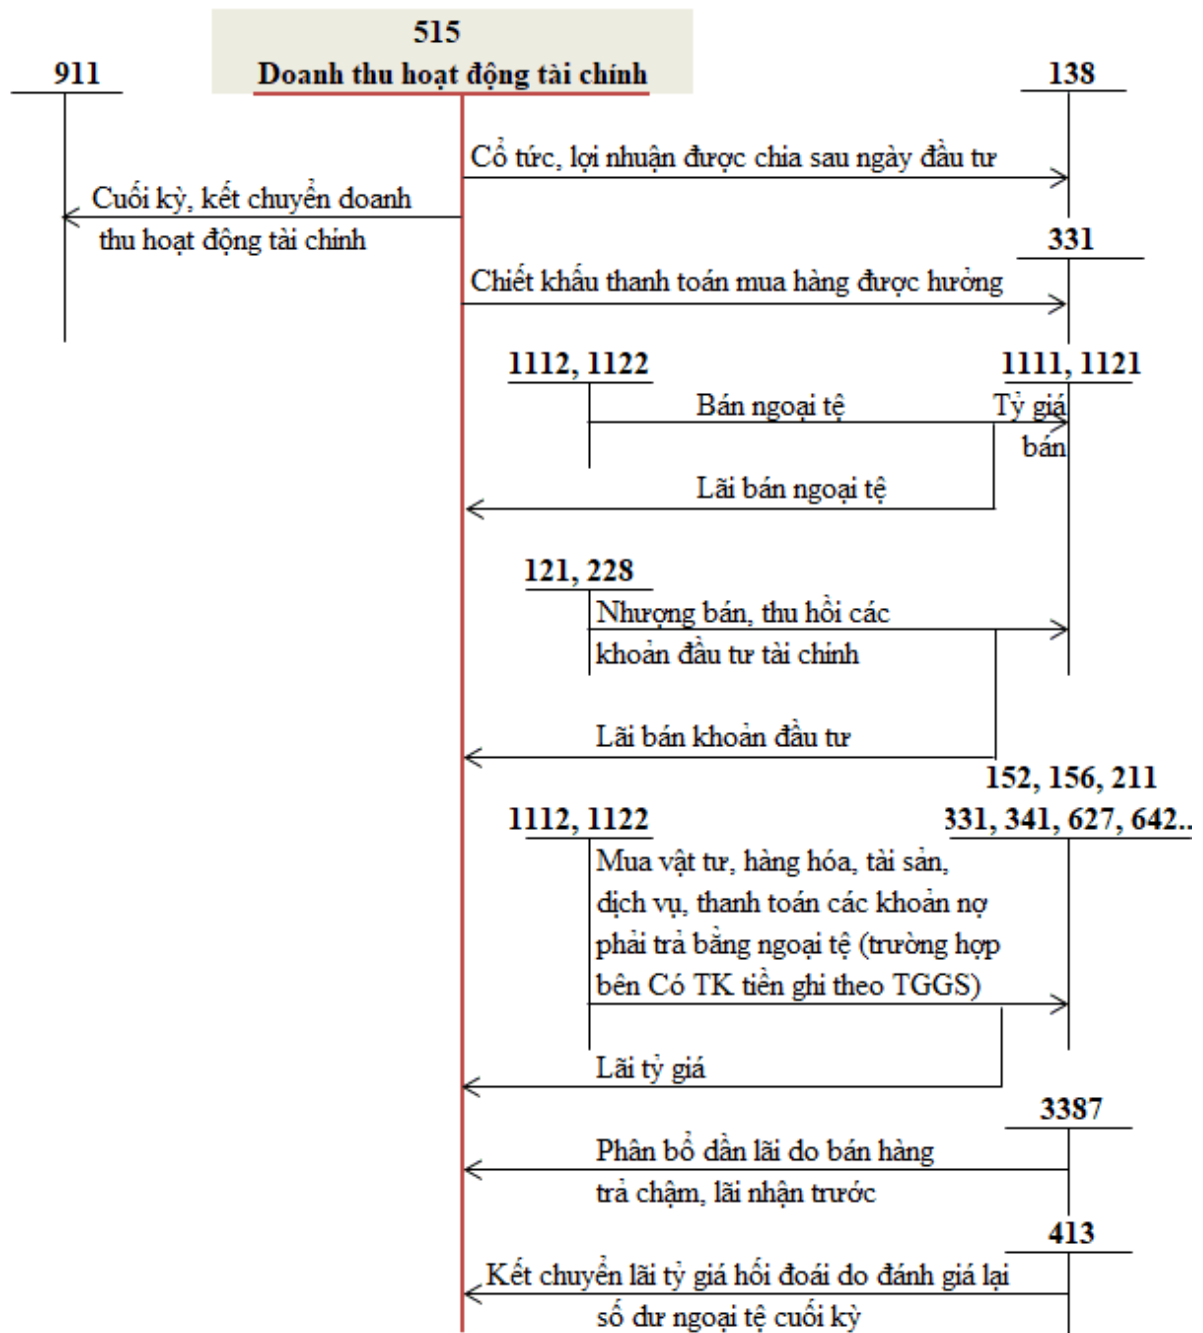 515
911
Doanh thu hoạt động tài chính
138
Cổ tức, lợi nhuận được chia sau ngày đầu tư
Cuối kỳ, kết chuyển doanh
thu hoạt động tài chính
331
Chiết khấu thanh toán mua hàng được hưởng
1112, 1122
1111, 1121
Bán ngoại tệ
Tỷ giá
bán
Lãi bán ngoại tệ
121, 228
Nhượng bán, thu hồi các
khoản đầu tư tài chính
Lãi bán khoản đầu tư
152, 156, 211
1112, 1122
331, 341, 627, 642..
Mua vật tư, hàng hóa, tài sản,
dịch vụ, thanh toán các khoản nợ
phải trả bằng ngoại tệ (trường hợp
bên Có TK tiền ghi theo TGGS)
Lãi tỷ giá
3387
Phân bổ dần lãi do bán hàng
trả chậm, lãi nhận trước
413
Kết chuyển lãi tỷ giá hối đoái do đánh giá lại
số dư ngoại tệ cuối kỳ